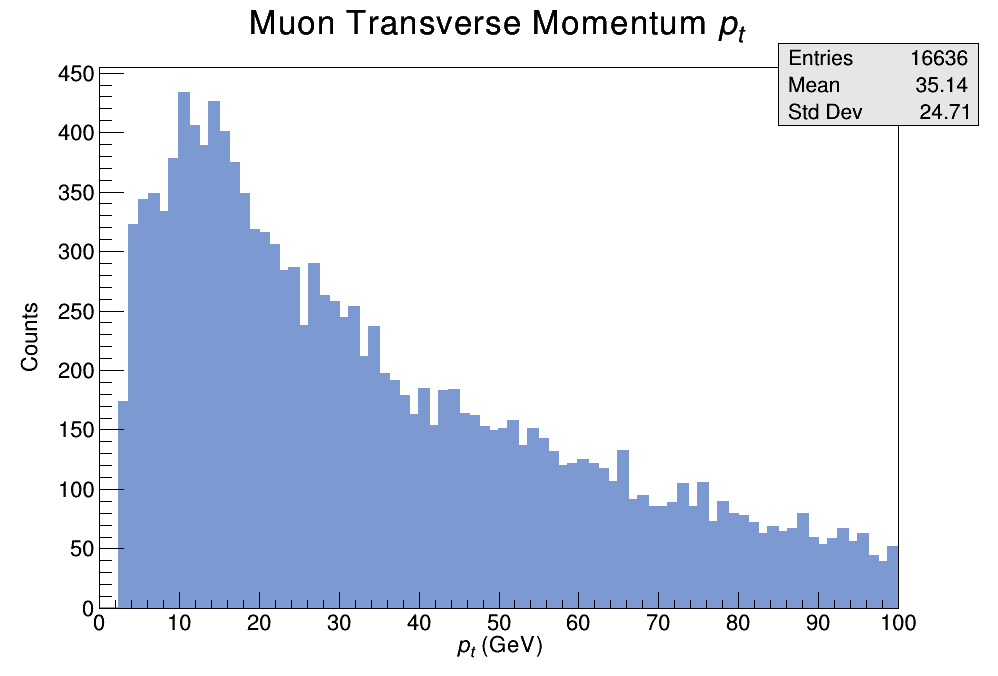 Muon Transverse Momentum pt
Entries 16636
Mean 35.14
Std Dev 24.71
450
400
350
300
250
200
150
100
50
0
Counts
0 10 20 30 40 50 60 70 80 90 100
pt (GeV)